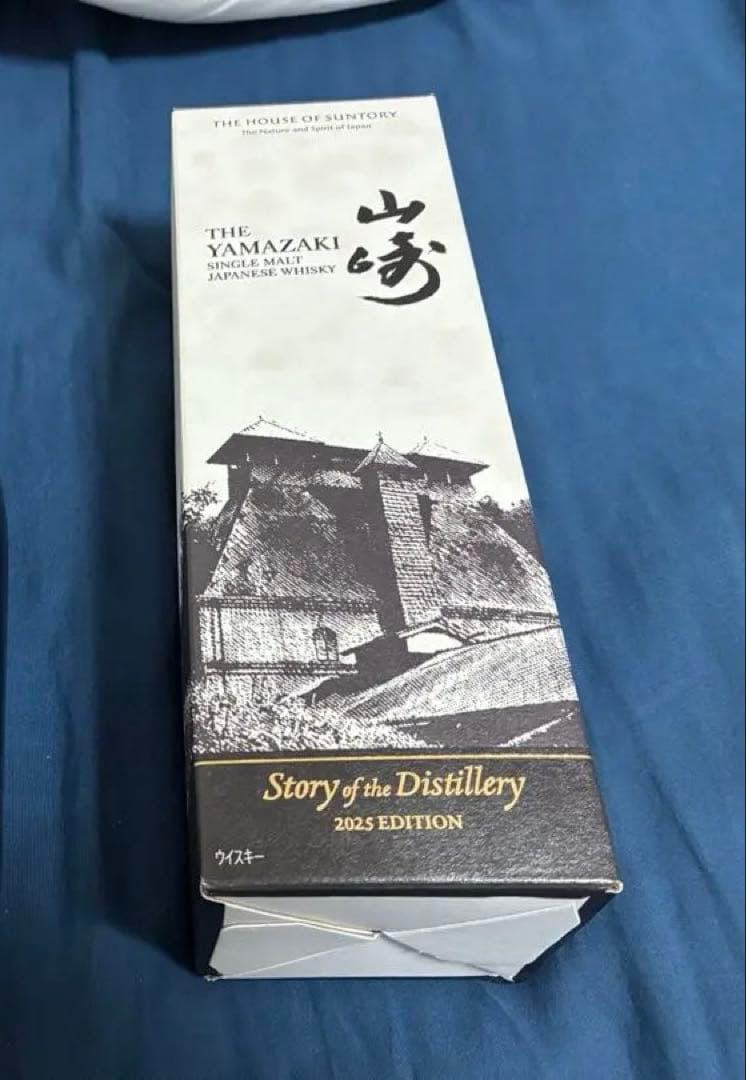 THE HOUSE OF SUNTORY
The Nature and Spirit of Japan
山崎
THE
YAMAZAKI
SINGLE MALT
JAPANESE WHISKY
Story of the Distillery
2025 EDITION
ウイスキー